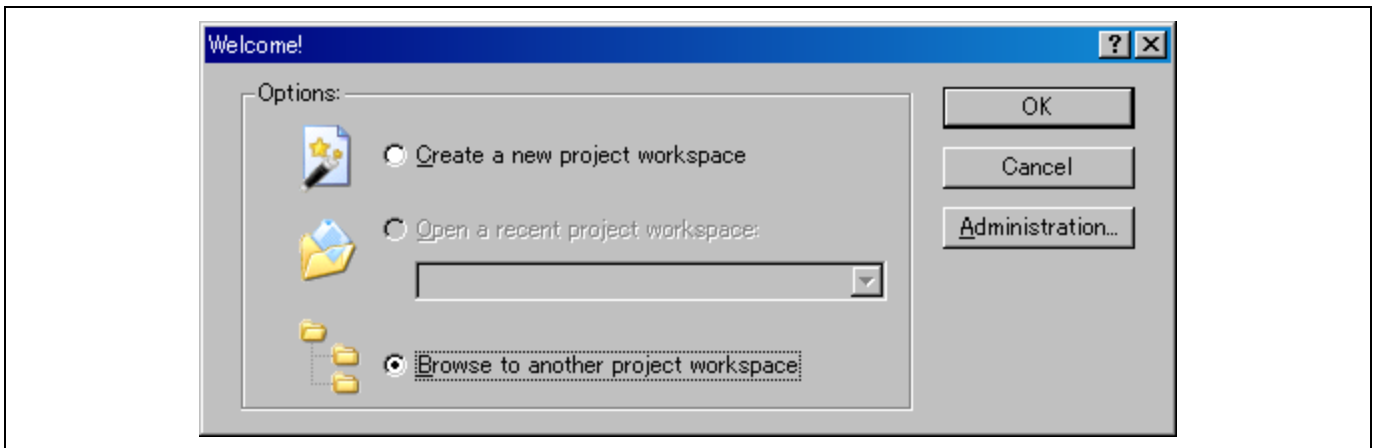 Welcome!
Options:
Create a new project workspace
Open a recent project workspace:
Browse to another project workspace
OK
Cancel
Administration...